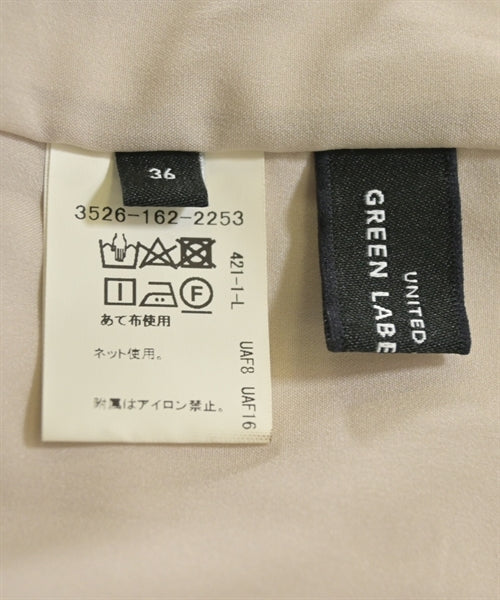 36
3526-162-2253
F
あて布使用
ネット使用。
附属はアイロン禁止。
421-1-L
UAF8 UAF16
UNITED
GREEN LABE